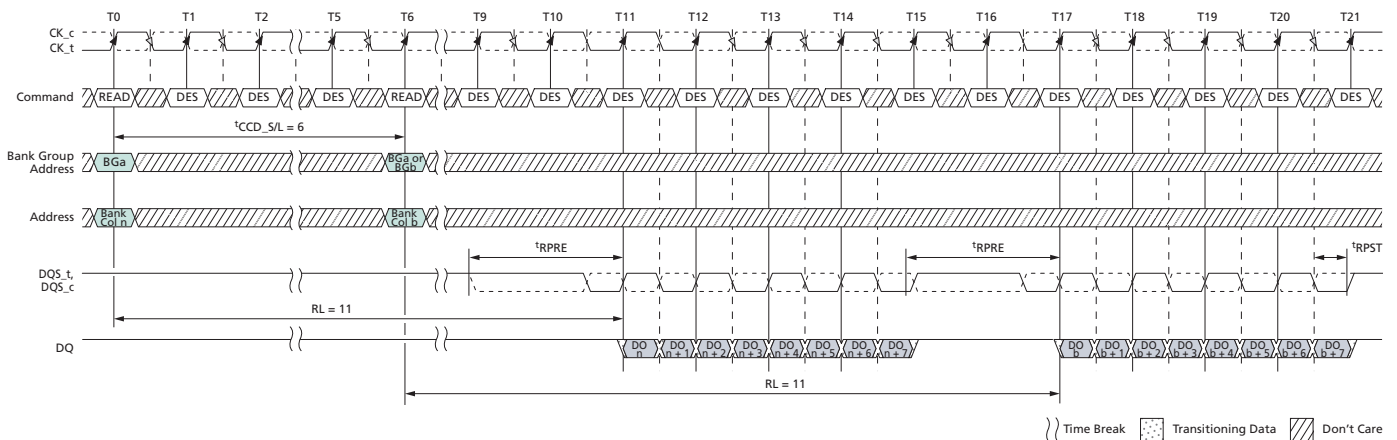 T0 T1 T2 T5 T6 T9 T10 T11 T12 T13 T14 T15 T16 T17 T18 T19 T20 T21
CK_c
CK_t
Command READ DES DES DES READ DES DES DES DES DES DES DES DES DES DES DES DES DES
tCCD_S/L = 6
Bank Group
Address
BGa
BGa or
BGb
Address
Bank
Col n
Bank
Col b
tRPRE tRPRE tRPST
DQS_t,
DQS_c
RL = 11
DQ
DO
n
DO
n + 1
DO
n + 2
DO
n + 3
DO
n + 4
DO
n + 5
DO
n + 6
DO
n + 7
DO
b
DO
b + 1
DO
b + 2
DO
b + 3
DO
b + 4
DO
b + 5
DO
b + 6
DO
b + 7
RL = 11
Time Break Transitioning Data Don't Care